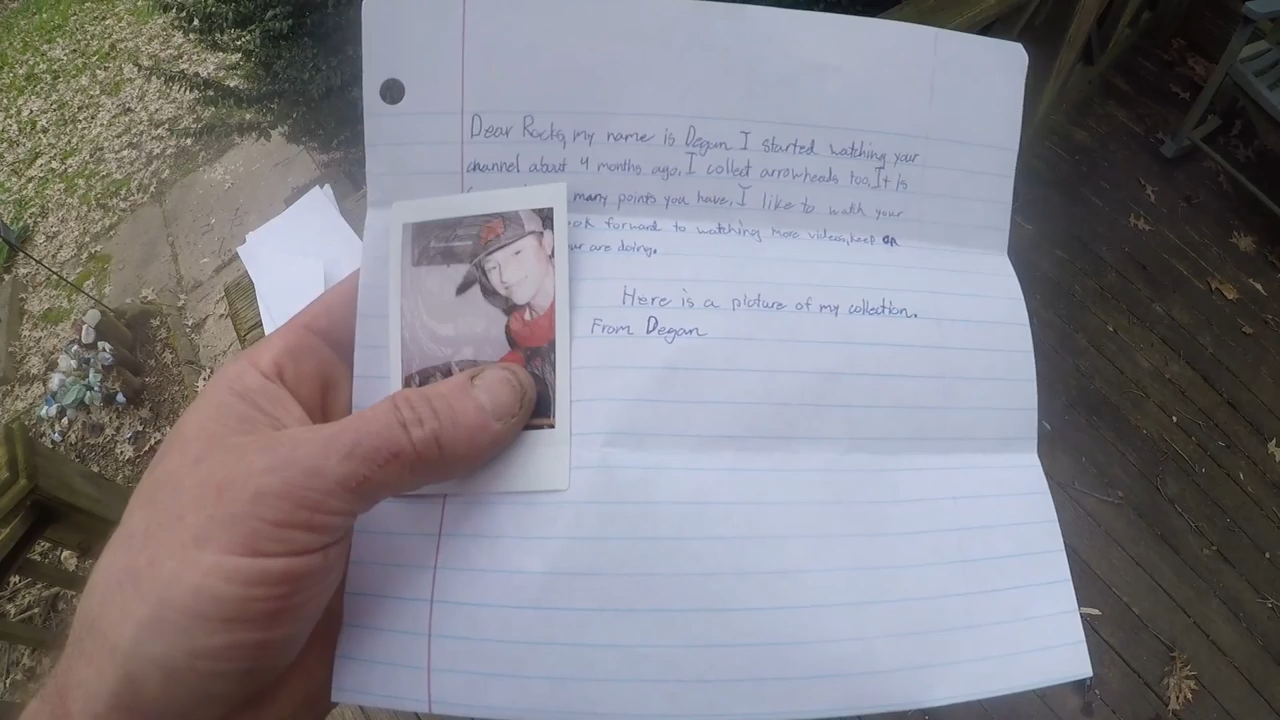 Dear Rocks, my name is Degan I started watching your
channel about 4 months ago. I collect arrowheads too. It Is
many points you have, I like to wath your
ook forward to watching more videos, keep on
ur are doing.
Here is a picture of my collection.
From Degan